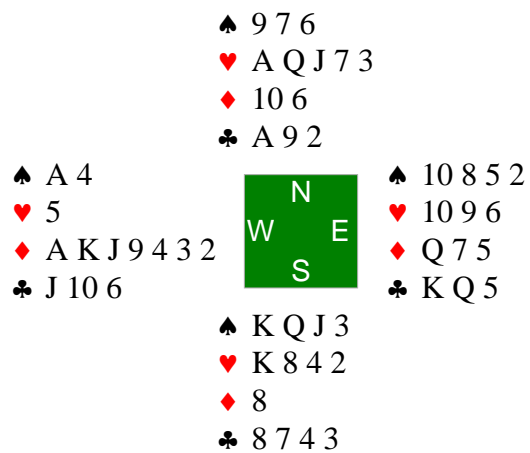 ♠ 9 7 6
♥ A Q J 7 3
♦ 10 6
♣ A 9 2
♠ A 4
♥ 5
♦ A K J 9 4 3 2
♣ J 10 6
N
W E
S
♠ 10 8 5 2
♥ 10 9 6
♦ Q 7 5
♣ K Q 5
♠ K Q J 3
♥ K 8 4 2
♦ 8
♣ 8 7 4 3